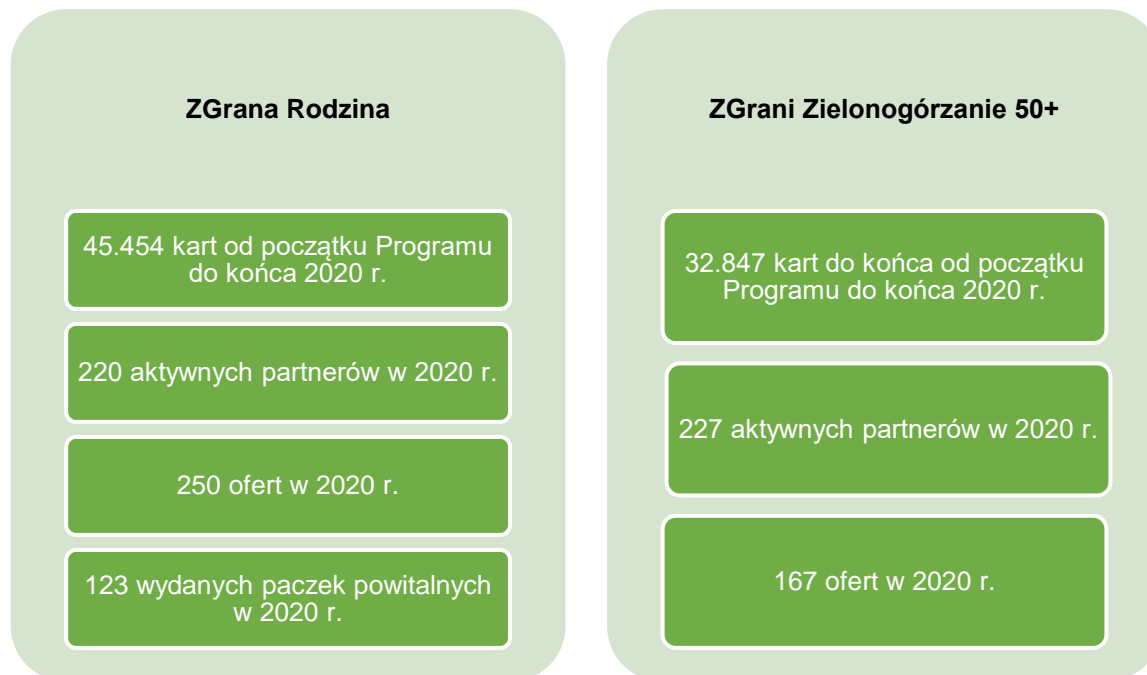 ZGrana Rodzina
45.454 kart od początku Programu
do końca 2020 r.
220 aktywnych partnerów w 2020 r.
250 ofert w 2020 r.
123 wydanych paczek powitalnych
w 2020 r.
ZGrani Zielonogórzanie 50+
32.847 kart do końca od początku
Programu do końca 2020 r.
227 aktywnych partnerów w 2020 r.
167 ofert w 2020 r.